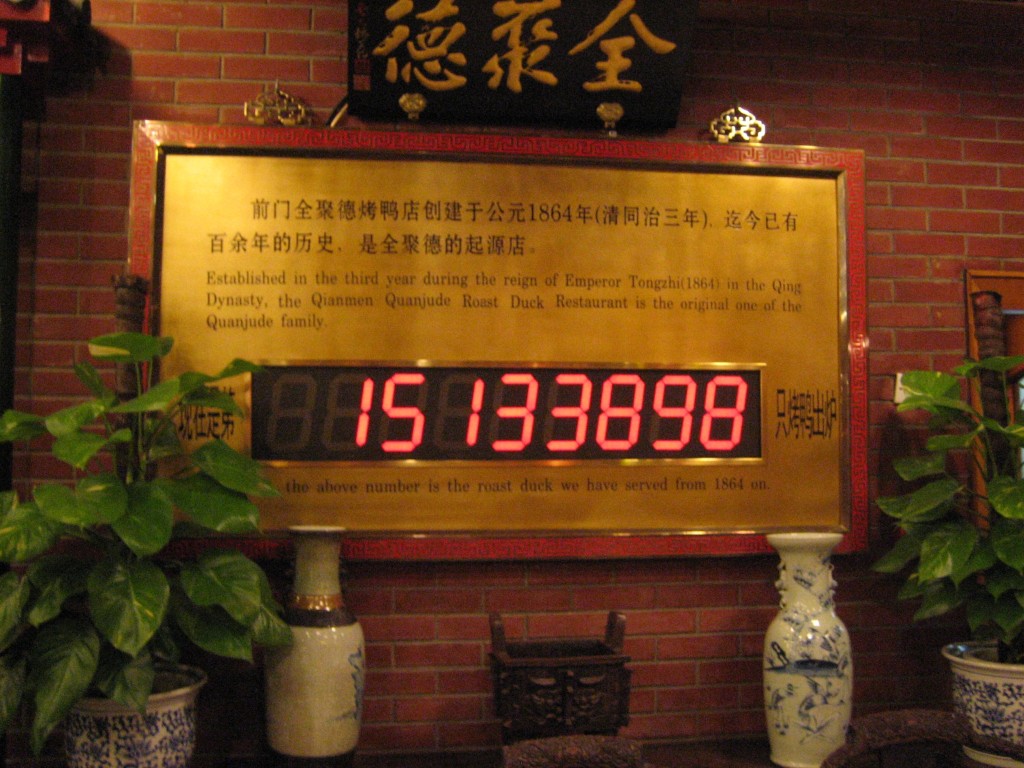 全聚德
前门全聚德烤鸭店创建于公元1864年(清同治三年), 迄今已有
百余年的历史, 是全聚德的起源店。
Established in the third year during the reign of Emperor Tongzhi(1864) in the Qing
Dynasty, the Qianmen Quanjude Roast Duck Restaurant is the original one of the
Quanjude family.
现在是第 15133898 只烤鸭出炉
the above number is the roast duck we have served from 1864 on.